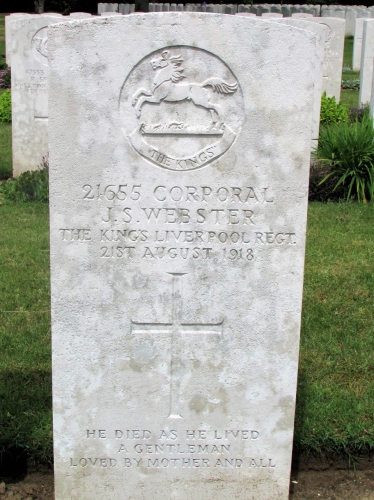 THE KING'S
21655 CORPORAL
J.S. WEBSTER
THE KING'S LIVERPOOL REGT.
21ST AUGUST 1918
HE DIED AS HE LIVED
A GENTLEMAN
LOVED BY MOTHER AND ALL